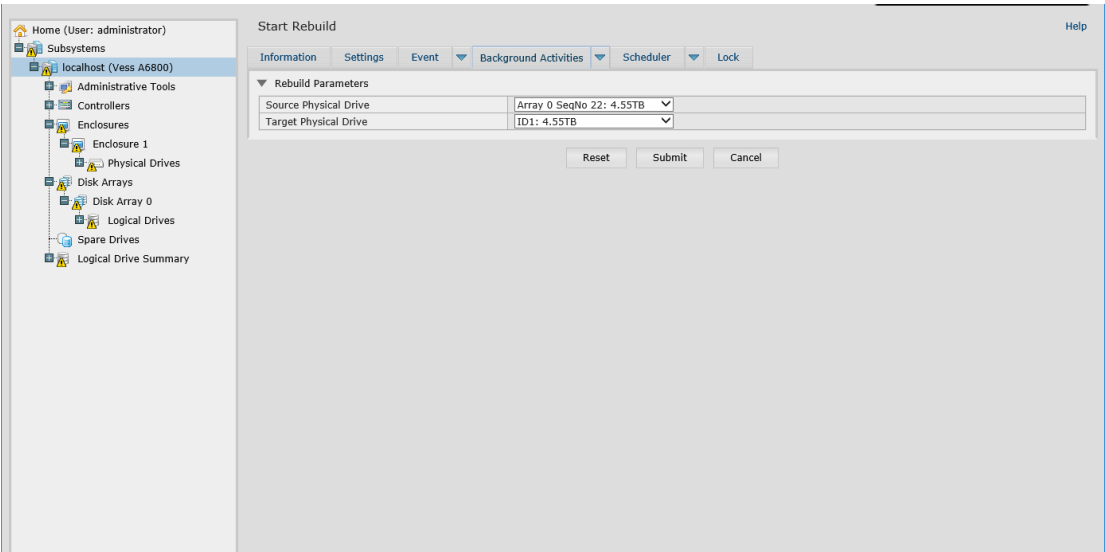 Home (User: administrator)
Subsystems
localhost (Vess A6800)
Administrative Tools
Controllers
Enclosures
Enclosure 1
Physical Drives
Disk Arrays
Disk Array 0
Logical Drives
Spare Drives
Logical Drive Summary
Start Rebuild
Help
Information Settings Event Background Activities Scheduler Lock
Rebuild Parameters
Source Physical Drive Array 0 SeqNo 22: 4.55TB
Target Physical Drive ID1: 4.55TB
Reset Submit Cancel